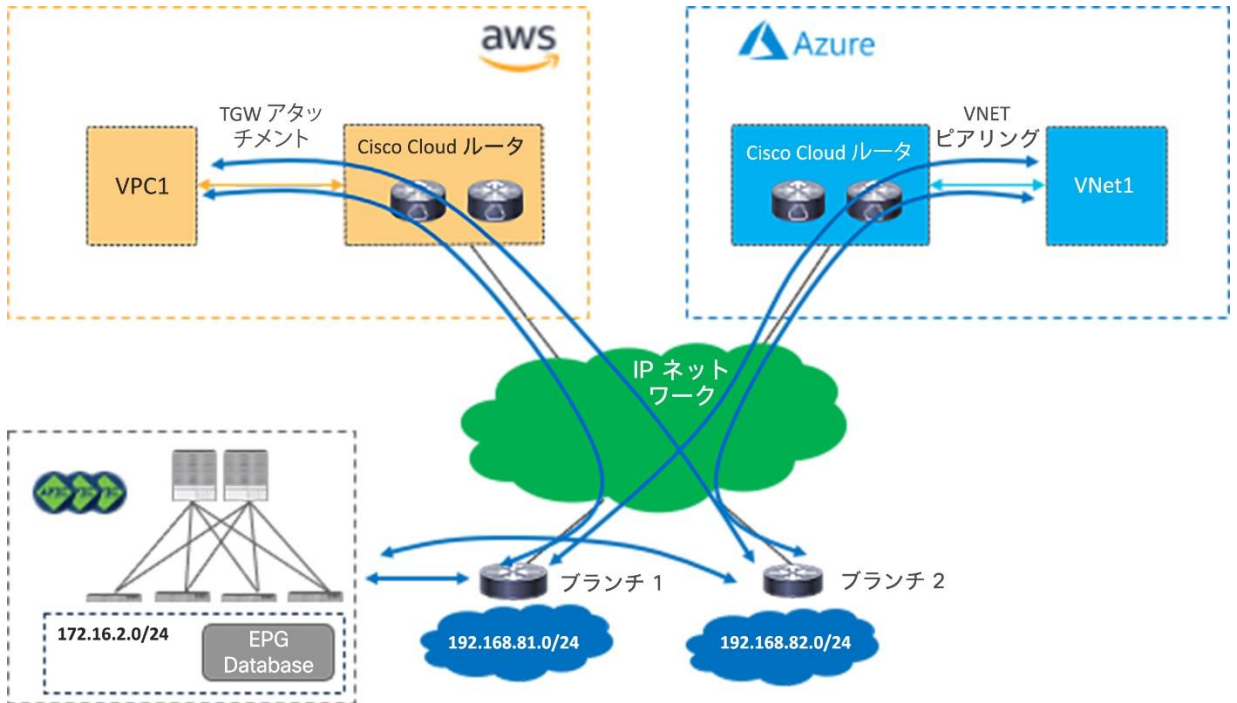 aws
Azure
TGW アタッ
チメント
Cisco Cloud ルータ
VPC1
VNET
ピアリング
Cisco Cloud ルータ
VNet1
IP ネット
ワーク
ブランチ 1
ブランチ 2
172.16.2.0/24
EPG
Database
192.168.81.0/24
192.168.82.0/24